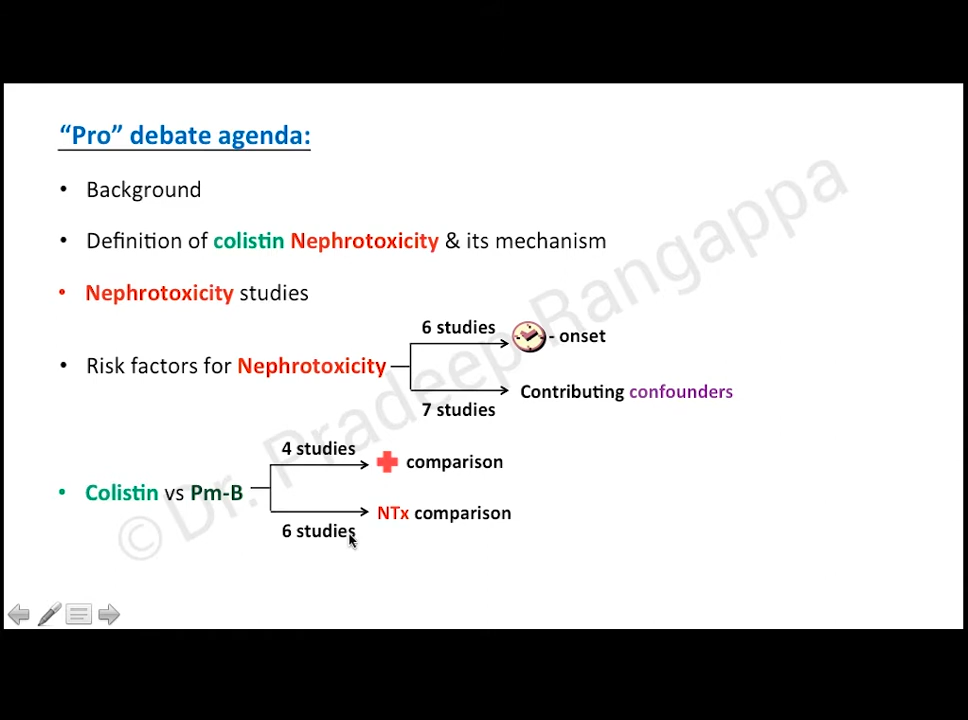 “Pro” debate agenda:
• Background
• Definition of colistin Nephrotoxicity & its mechanism
• Nephrotoxicity studies
6 studies
- onset
• Risk factors for Nephrotoxicity
Contributing confounders
7 studies
4 studies
comparison
• Colistin vs Pm-B
NTx comparison
6 studies
© Dr. Pradeep Rangappa